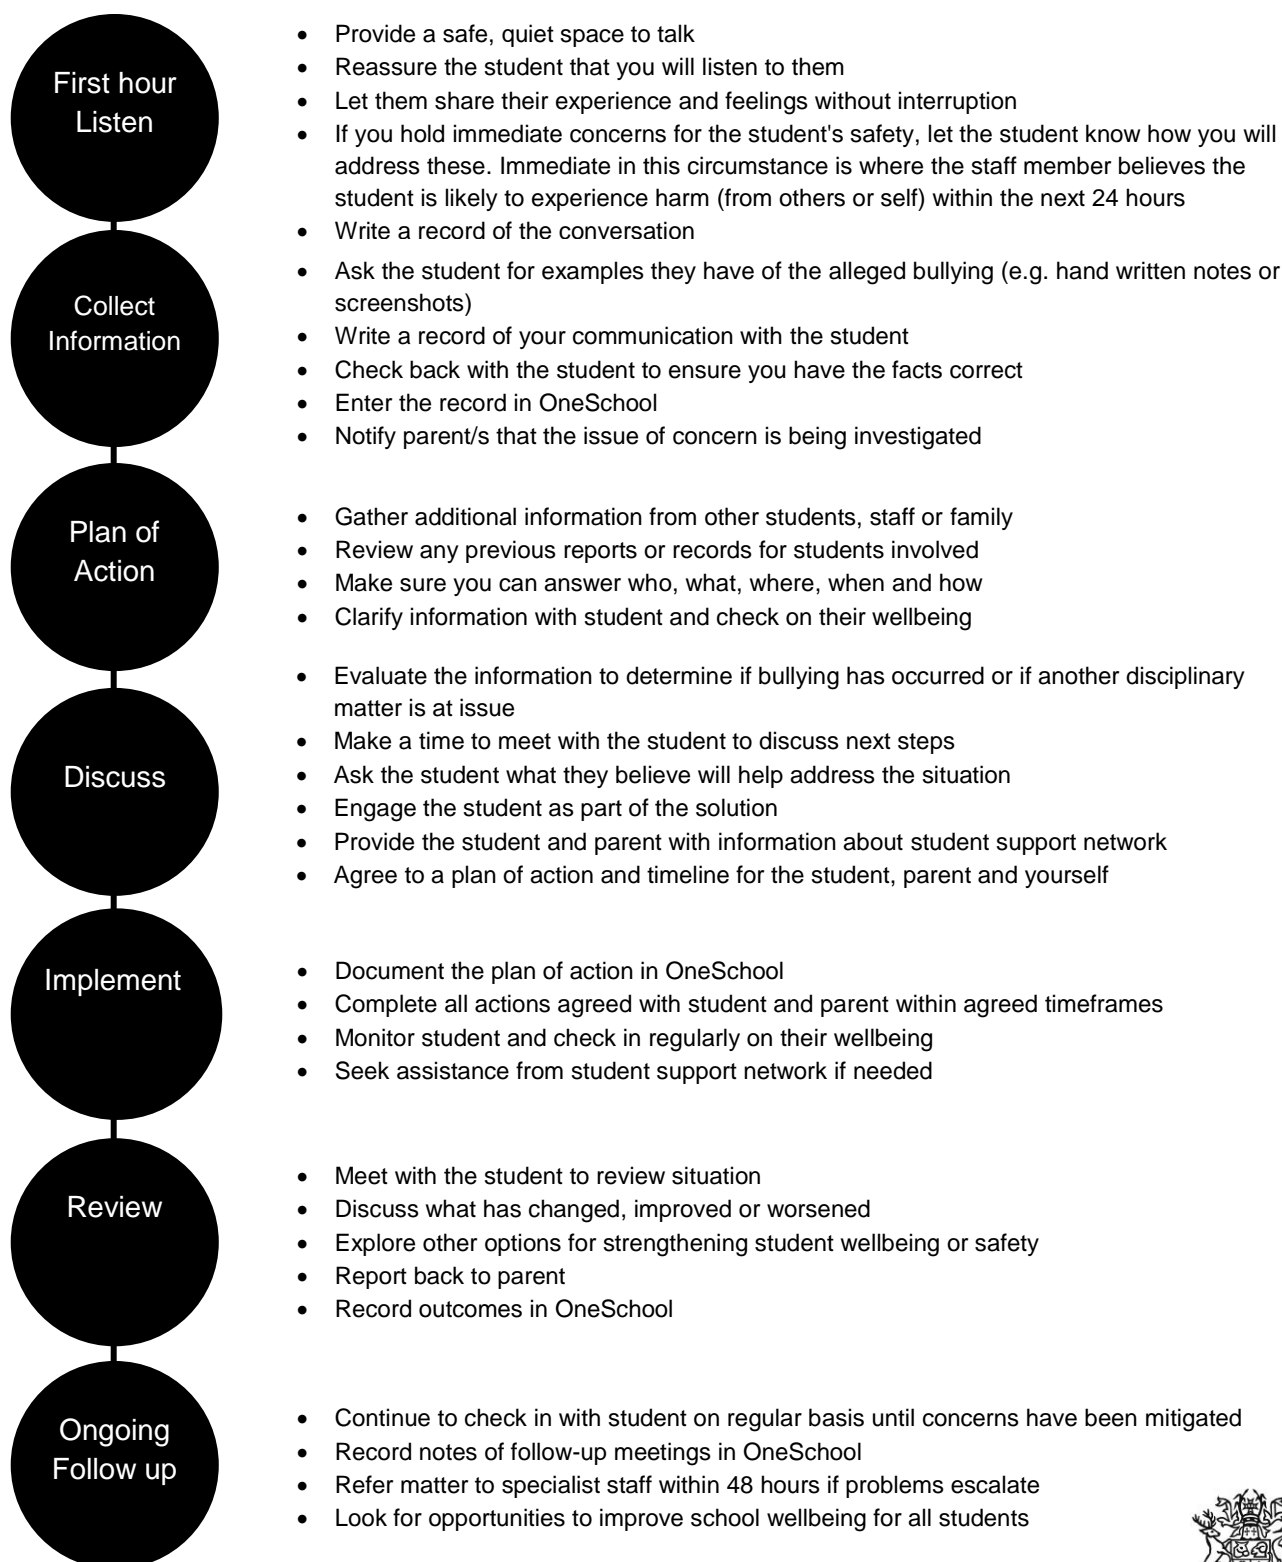 First hour
Listen
• Provide a safe, quiet space to talk
• Reassure the student that you will listen to them
• Let them share their experience and feelings without interruption
• If you hold immediate concerns for the student's safety, let the student know how you will
address these. Immediate in this circumstance is where the staff member believes the
student is likely to experience harm (from others or self) within the next 24 hours
• Write a record of the conversation
Collect
Information
• Ask the student for examples they have of the alleged bullying (e.g. hand written notes or
screenshots)
• Write a record of your communication with the student
• Check back with the student to ensure you have the facts correct
• Enter the record in OneSchool
• Notify parent/s that the issue of concern is being investigated
Plan of
Action
• Gather additional information from other students, staff or family
• Review any previous reports or records for students involved
• Make sure you can answer who, what, where, when and how
• Clarify information with student and check on their wellbeing
Discuss
• Evaluate the information to determine if bullying has occurred or if another disciplinary
matter is at issue
• Make a time to meet with the student to discuss next steps
• Ask the student what they believe will help address the situation
• Engage the student as part of the solution
• Provide the student and parent with information about student support network
• Agree to a plan of action and timeline for the student, parent and yourself
Implement
• Document the plan of action in OneSchool
• Complete all actions agreed with student and parent within agreed timeframes
• Monitor student and check in regularly on their wellbeing
• Seek assistance from student support network if needed
Review
• Meet with the student to review situation
• Discuss what has changed, improved or worsened
• Explore other options for strengthening student wellbeing or safety
• Report back to parent
• Record outcomes in OneSchool
Ongoing
Follow up
• Continue to check in with student on regular basis until concerns have been mitigated
• Record notes of follow-up meetings in OneSchool
• Refer matter to specialist staff within 48 hours if problems escalate
• Look for opportunities to improve school wellbeing for all students